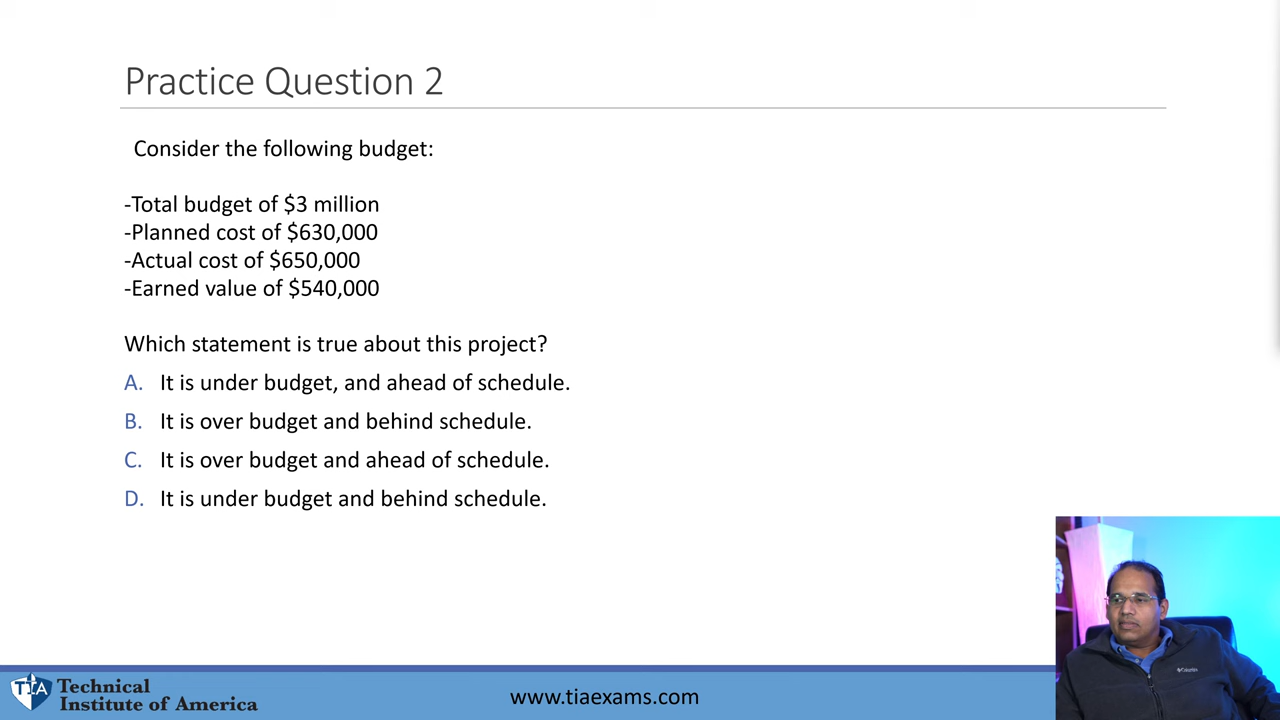 Practice Question 2
Consider the following budget:
-Total budget of $3 million
-Planned cost of $630,000
-Actual cost of $650,000
-Earned value of $540,000
Which statement is true about this project?
A. It is under budget, and ahead of schedule.
B. It is over budget and behind schedule.
C. It is over budget and ahead of schedule.
D. It is under budget and behind schedule.
Columbia
TIA
Technical
Institute of America
www.tiaexams.com